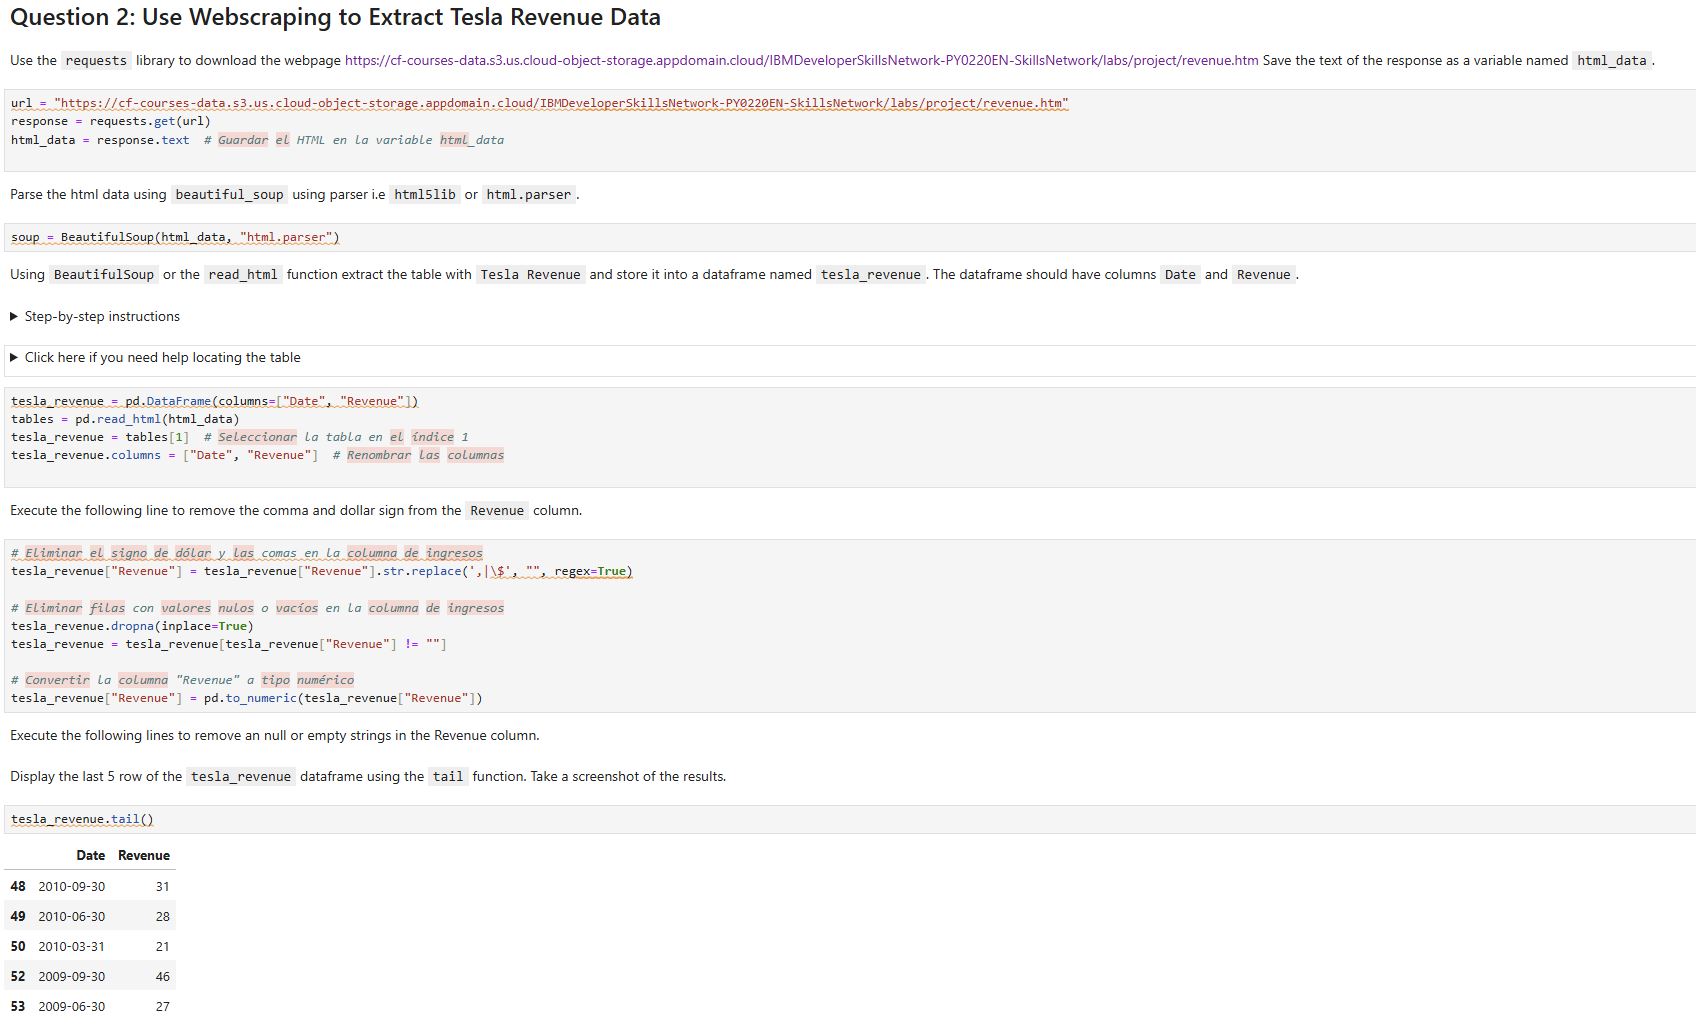 Question 2: Use Webscraping to Extract Tesla Revenue Data
Use the requests library to download the webpage https://cf-courses-data.s3.us.cloud-object-storage.appdomain.cloud/IBMDeveloperSkillsNetwork-PY0220EN-SkillsNetwork/labs/project/revenue.htm Save the text of the response as a variable named html_data .
url = "https://cf-courses-data.s3.us.cloud-object-storage.appdomain.cloud/IBMDeveloperSkillsNetwork-PY0220EN-SkillsNetwork/labs/project/revenue.htm"
response = requests.get(url)
html_data = response.text  # Guardar el HTML en la variable html_data
Parse the html data using beautiful_soup using parser i.e html5lib or html.parser .
soup = BeautifulSoup(html_data, "html.parser")
Using BeautifulSoup or the read_html function extract the table with Tesla Revenue and store it into a dataframe named tesla_revenue . The dataframe should have columns Date and Revenue .
▶ Step-by-step instructions
▶ Click here if you need help locating the table
tesla_revenue = pd.DataFrame(columns=["Date", "Revenue"])
tables = pd.read_html(html_data)
tesla_revenue = tables[1]  # Seleccionar la tabla en el índice 1
tesla_revenue.columns = ["Date", "Revenue"]  # Renombrar las columnas
Execute the following line to remove the comma and dollar sign from the Revenue column.
# Eliminar el signo de dólar y las comas en la columna de ingresos
tesla_revenue["Revenue"] = tesla_revenue["Revenue"].str.replace(',|\$', "", regex=True)
# Eliminar filas con valores nulos o vacíos en la columna de ingresos
tesla_revenue.dropna(inplace=True)
tesla_revenue = tesla_revenue[tesla_revenue["Revenue"] != ""]
# Convertir la columna "Revenue" a tipo numérico
tesla_revenue["Revenue"] = pd.to_numeric(tesla_revenue["Revenue"])
Execute the following lines to remove an null or empty strings in the Revenue column.
Display the last 5 row of the tesla_revenue dataframe using the tail function. Take a screenshot of the results.
tesla_revenue.tail()
Date Revenue
48 2010-09-30 31
49 2010-06-30 28
50 2010-03-31 21
52 2009-09-30 46
53 2009-06-30 27